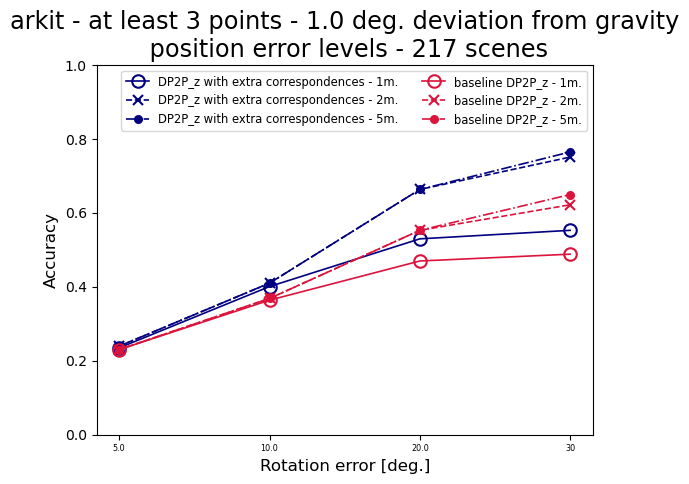 arkit - at least 3 points - 1.0 deg. deviation from gravity
position error levels - 217 scenes
1.0
DP2P_z with extra correspondences - 1m.
baseline DP2P_z - 1m.
DP2P_z with extra correspondences - 2m.
baseline DP2P_z - 2m.
DP2P_z with extra correspondences - 5m.
baseline DP2P_z - 5m.
0.8
0.6
Accuracy
0.4
0.2
0.0
5.0
10.0
20.0
30
Rotation error [deg.]